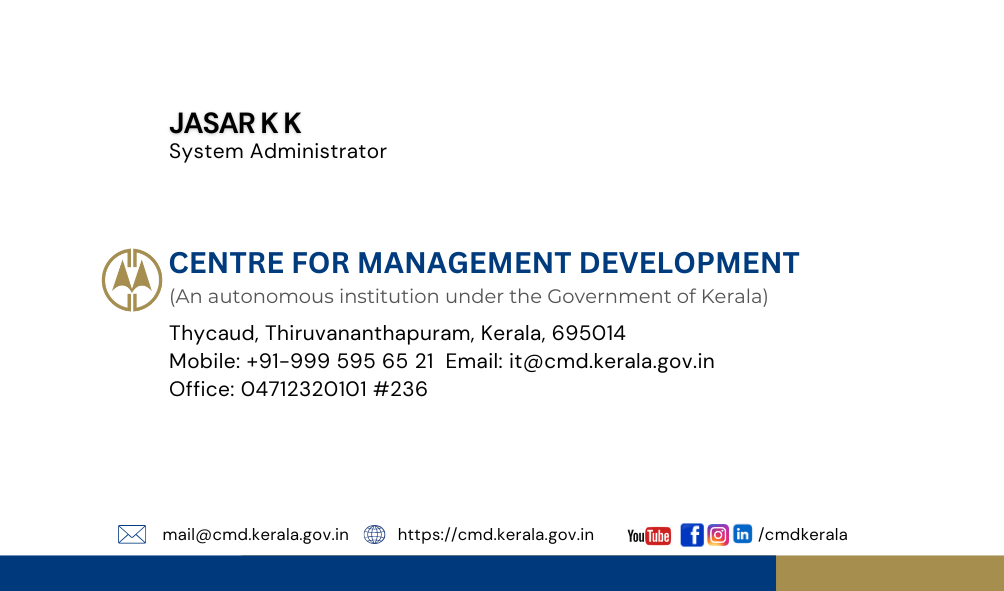 JASAR K K
System Administrator
CENTRE FOR MANAGEMENT DEVELOPMENT
(An autonomous institution under the Government of Kerala)
Thycaud, Thiruvananthapuram, Kerala, 695014
Mobile: +91-999 595 65 21  Email: it@cmd.kerala.gov.in
Office: 04712320101 #236
mail@cmd.kerala.gov.in https://cmd.kerala.gov.in YouTube f in /cmdkerala